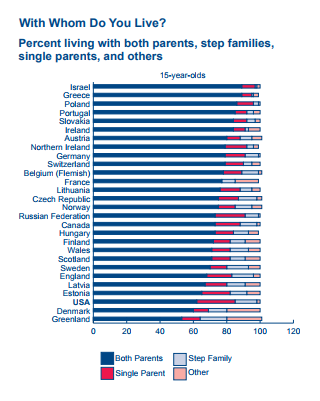 With Whom Do You Live?
Percent living with both parents, step families,
single parents, and others
15-year-olds
Israel
Greece
Poland
Portugal
Slovakia
Ireland
Austria
Northern Ireland
Germany
Switzerland
Belgium (Flemish)
France
Lithuania
Czech Republic
Norway
Russian Federation
Canada
Hungary
Finland
Wales
Scotland
Sweden
England
Latvia
Estonia
USA
Denmark
Greenland
0 20 40 60 80 100 120
Both Parents Step Family
Single Parent Other